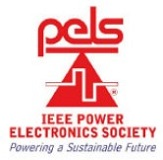 pels
IEEE POWER
ELECTRONICS SOCIETY
Powering a Sustainable Future